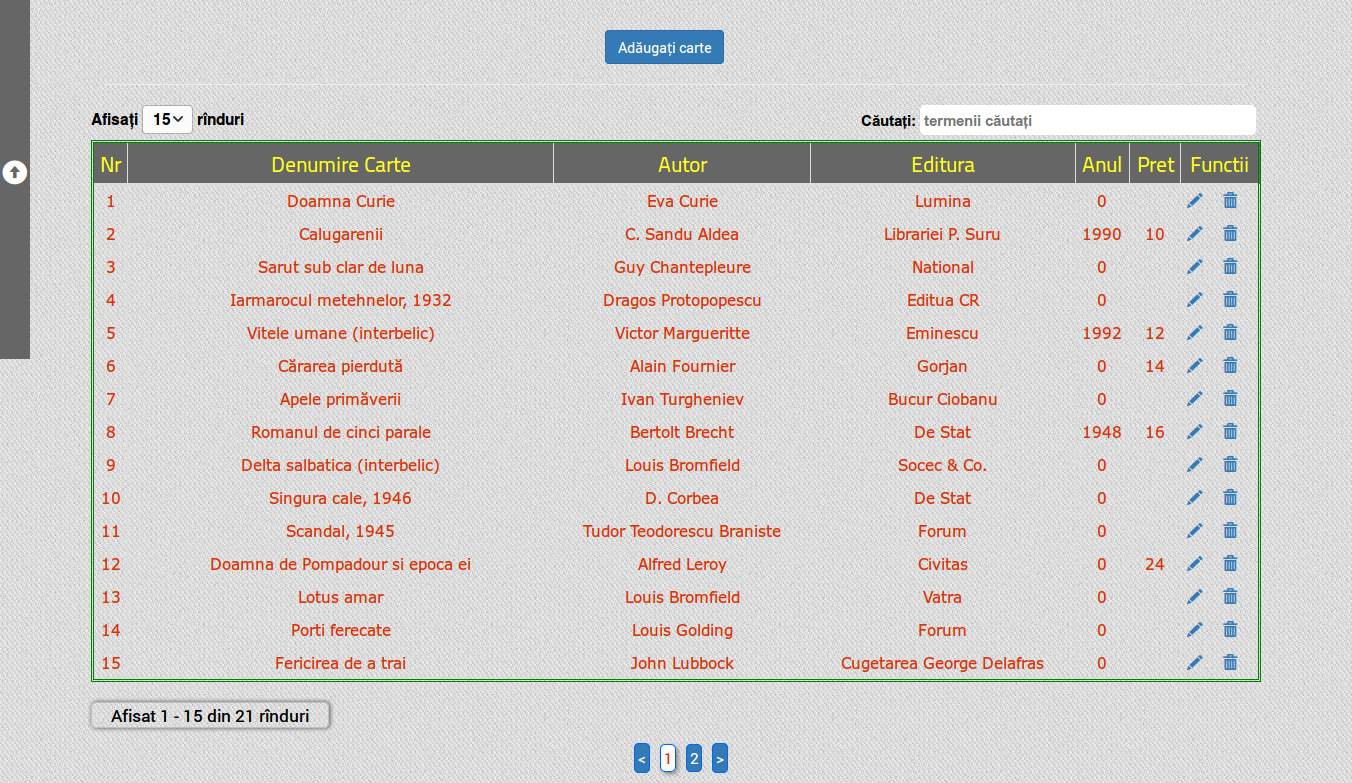 Adăugați carte
Afisați 15 rînduri Căutați: termenii căutați
Nr Denumire Carte Autor Editura Anul Pret Functii
1 Doamna Curie Eva Curie Lumina 0
2 Calugarenii C. Sandu Aldea Librariei P. Suru 1990 10
3 Sarut sub clar de luna Guy Chantepleure National 0
4 Iarmarocul metehnelor, 1932 Dragos Protopopescu Editua CR 0
5 Vitele umane (interbelic) Victor Margueritte Eminescu 1992 12
6 Cărarea pierdută Alain Fournier Gorjan 0 14
7 Apele primăverii Ivan Turgheniev Bucur Ciobanu 0
8 Romanul de cinci parale Bertolt Brecht De Stat 1948 16
9 Delta salbatica (interbelic) Louis Bromfield Socec & Co. 0
10 Singura cale, 1946 D. Corbea De Stat 0
11 Scandal, 1945 Tudor Teodorescu Braniste Forum 0
12 Doamna de Pompadour si epoca ei Alfred Leroy Civitas 0 24
13 Lotus amar Louis Bromfield Vatra 0
14 Porti ferecate Louis Golding Forum 0
15 Fericirea de a trai John Lubbock Cugetarea George Delafras 0
Afisat 1 - 15 din 21 rînduri
< 1 2 >